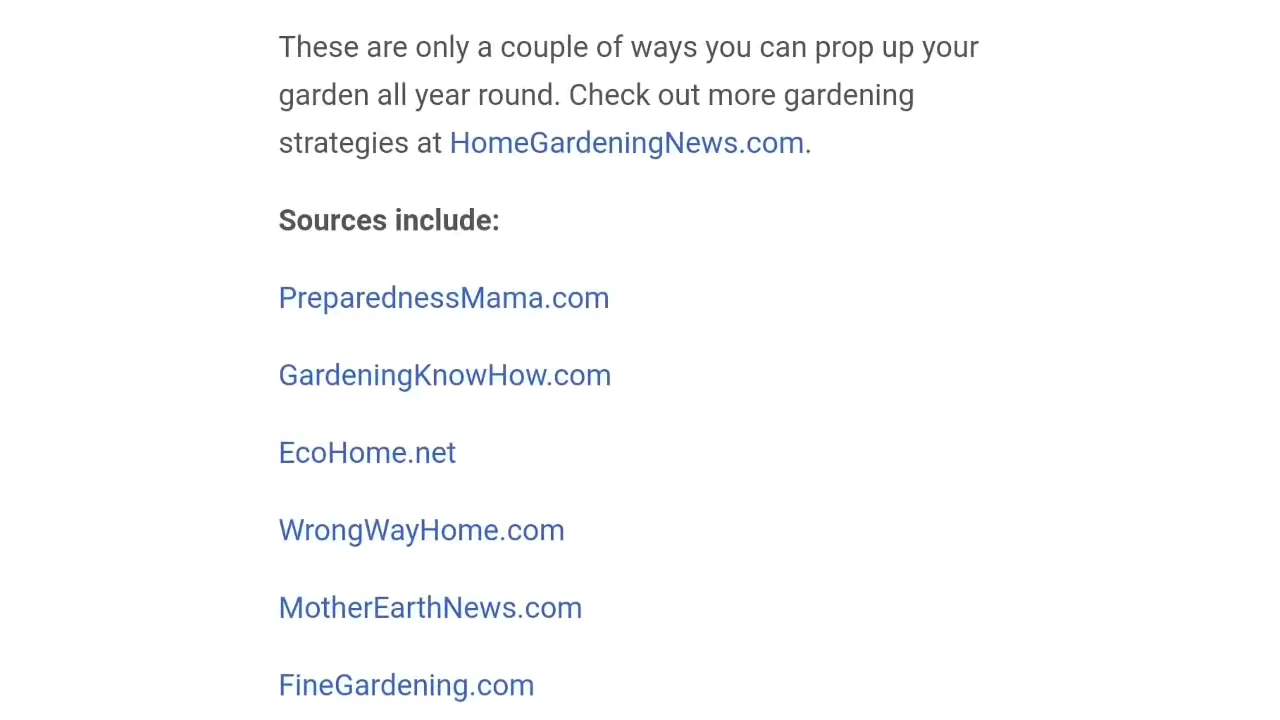 These are only a couple of ways you can prop up your
garden all year round. Check out more gardening
strategies at HomeGardeningNews.com.
Sources include:
PreparednessMama.com
GardeningKnowHow.com
EcoHome.net
WrongWayHome.com
MotherEarthNews.com
FineGardening.com